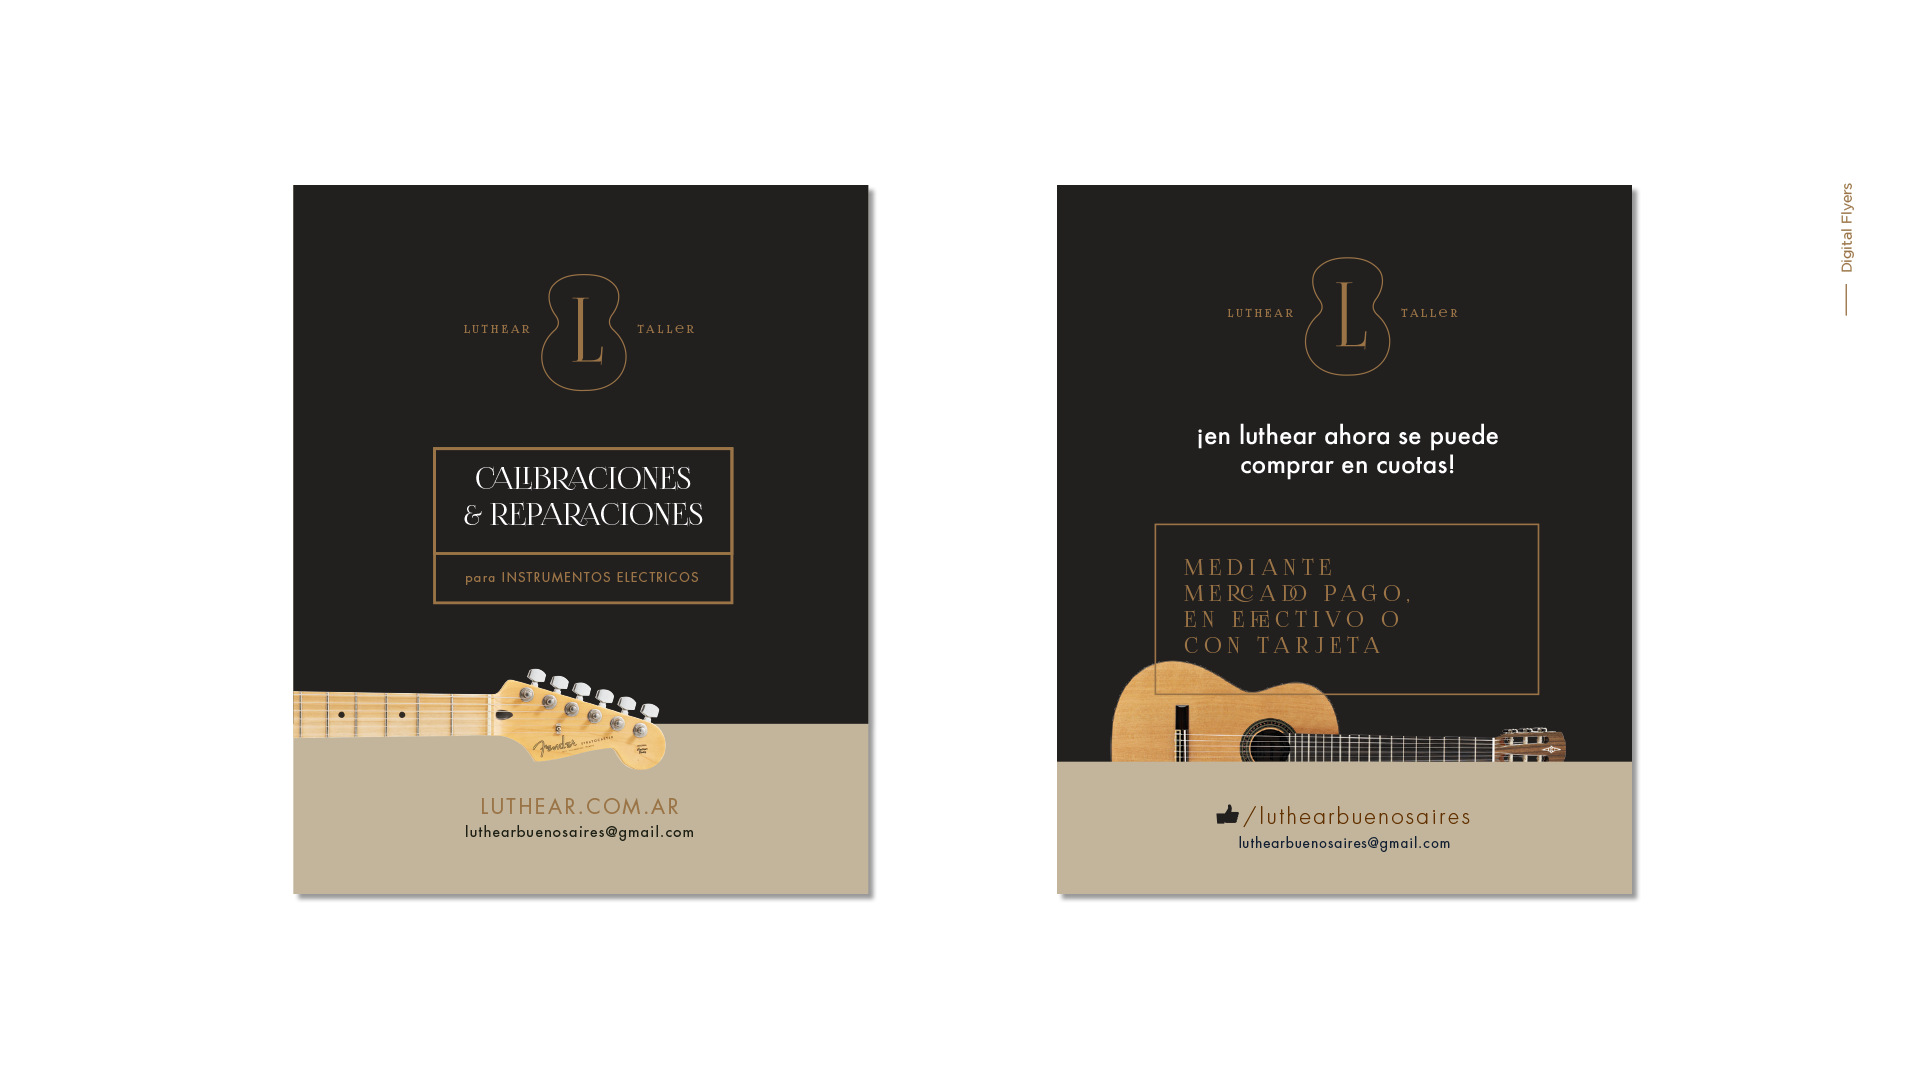 LUTHEAR L TALLER
CALIBRACIONES
& REPARACIONES
para INSTRUMENTOS ELECTRICOS
Fender STRATOCASTER
LUTHEAR.COM.AR
luthearbuenosaires@gmail.com
LUTHEAR L TALLER
¡en luthear ahora se puede
comprar en cuotas!
MEDIANTE
MERCADO PAGO,
EN EFECTIVO O
CON TARJETA
/luthearbuenosaires
luthearbuenosaires@gmail.com
Digital Flyers